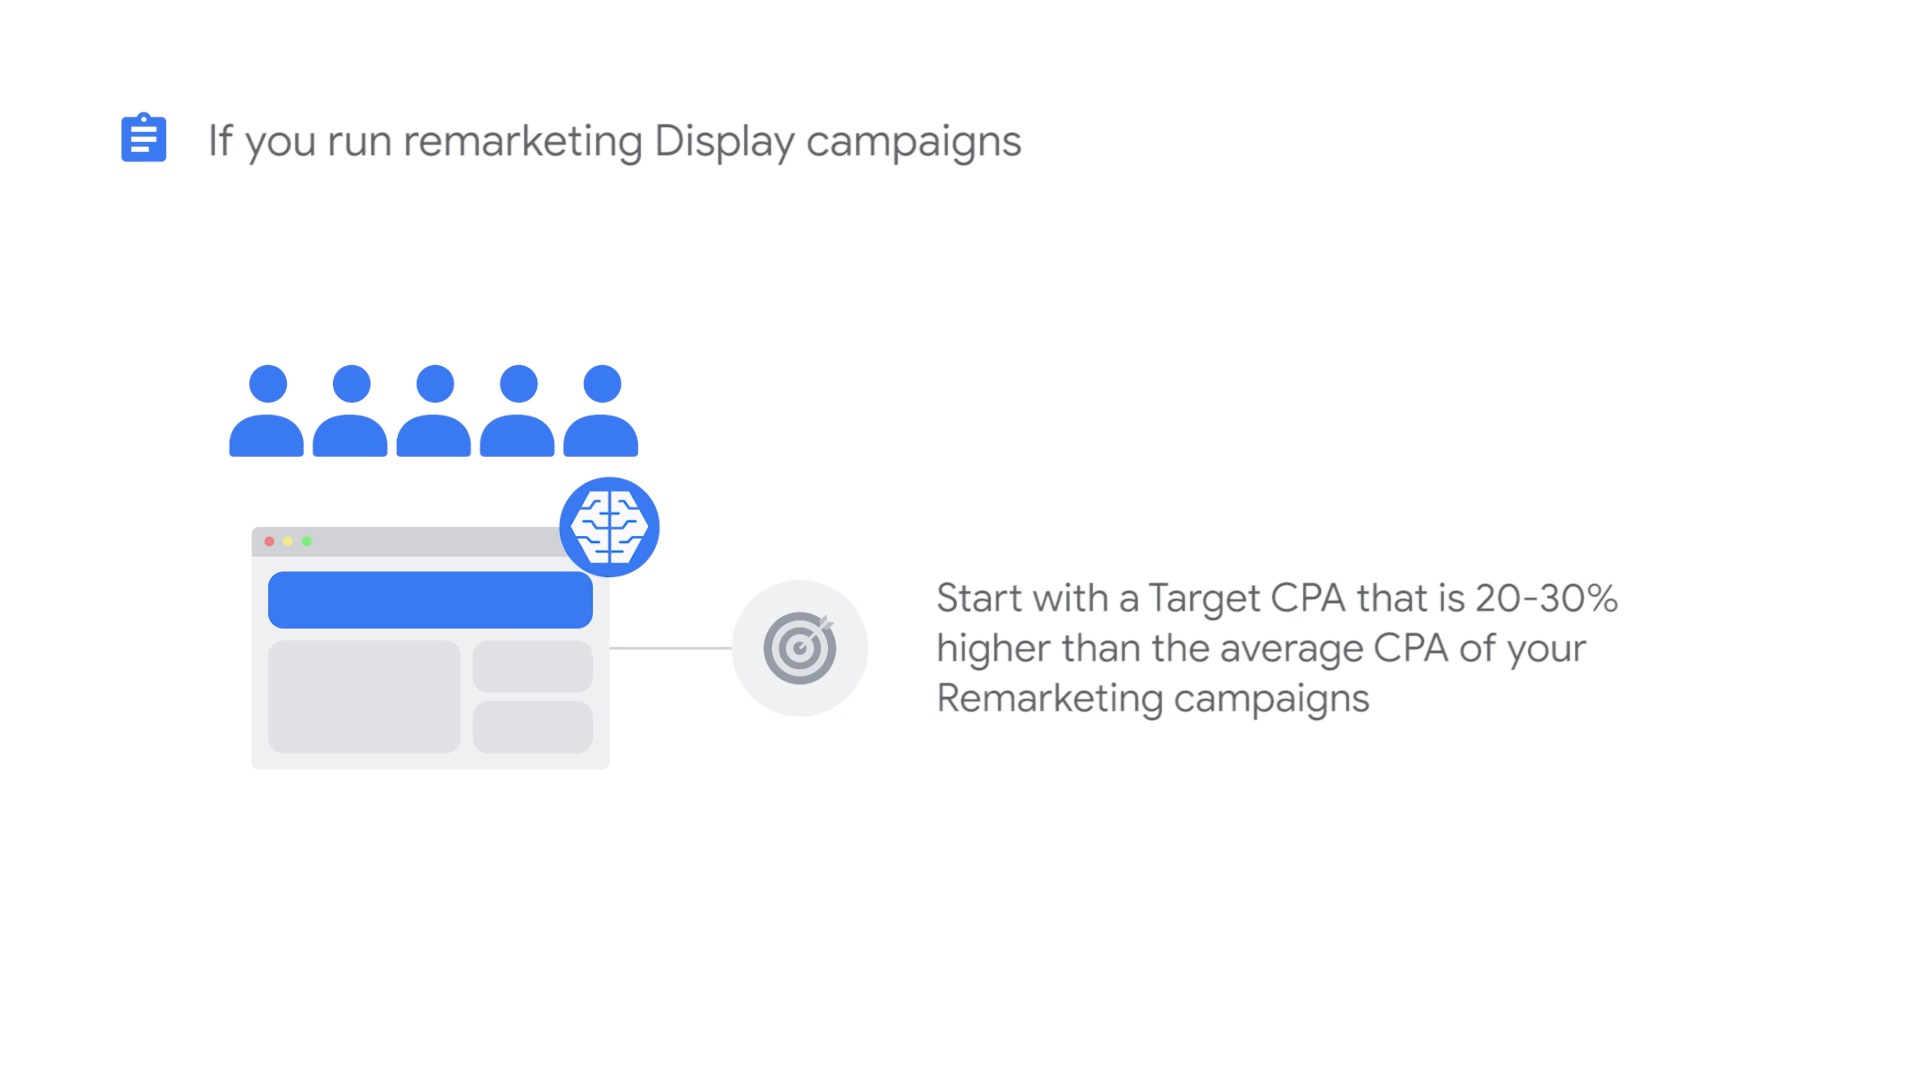 If you run remarketing Display campaigns
Start with a Target CPA that is 20-30%
higher than the average CPA of your
Remarketing campaigns